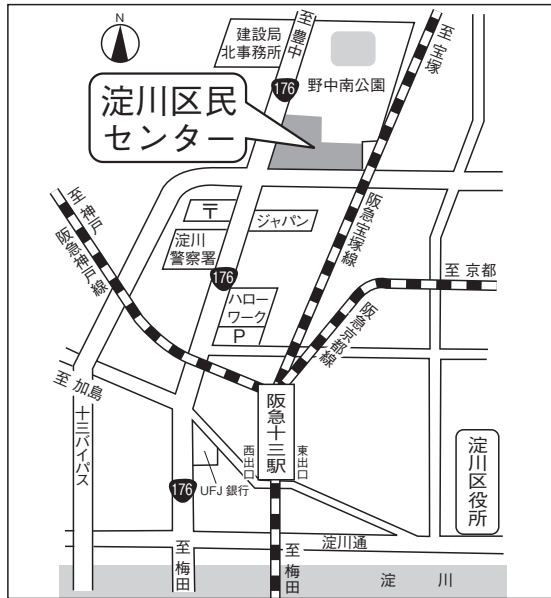 N
建設局
北事務所
至 豊中
176
野中南公園
至 宝塚
淀川区民
センター
至 神戸
阪急神戸線
〒
ジャパン
淀川
警察署
176
阪急宝塚線
至 京都
ハロー
ワーク
P
阪急京都線
至 加島
十三バイパス
阪急十三駅
西出口
東出口
淀川区役所
176
UFJ 銀行
至 梅田
至 梅田
淀川通
淀 川